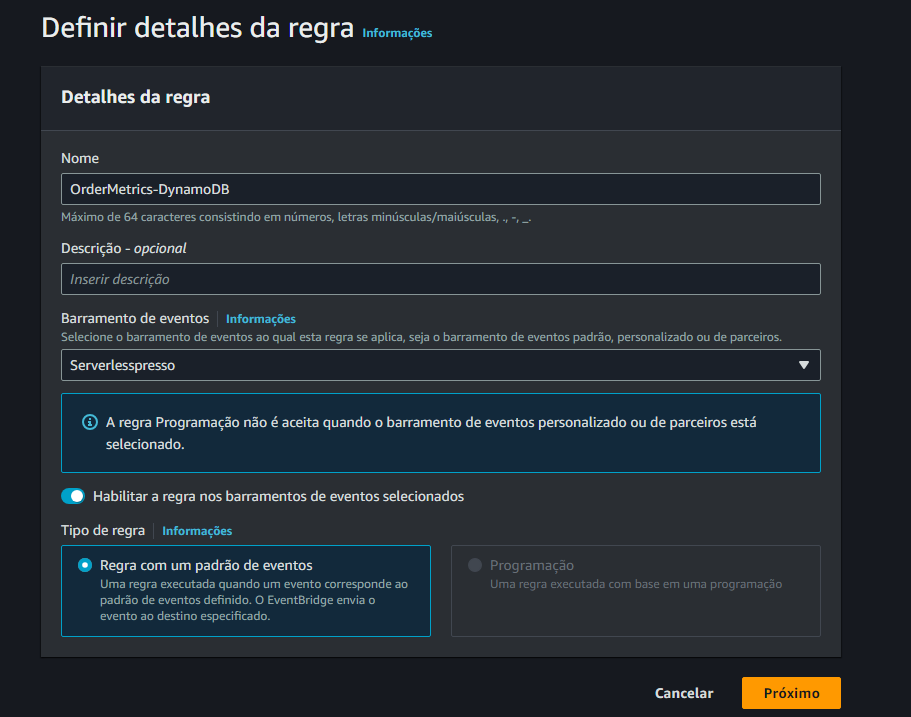 Definir detalhes da regra Informações
Detalhes da regra
Nome
OrderMetrics-DynamoDB
Máximo de 64 caracteres consistindo em números, letras minúsculas/maiúsculas, ., -, _.
Descrição - opcional
Inserir descrição
Barramento de eventos Informações
Selecione o barramento de eventos ao qual esta regra se aplica, seja o barramento de eventos padrão, personalizado ou de parceiros.
Serverlesspresso
A regra Programação não é aceita quando o barramento de eventos personalizado ou de parceiros está
selecionado.
Habilitar a regra nos barramentos de eventos selecionados
Tipo de regra Informações
Regra com um padrão de eventos
Uma regra executada quando um evento corresponde ao
padrão de eventos definido. O EventBridge envia o
evento ao destino especificado.
Programação
Uma regra executada com base em uma programação
Cancelar
Próximo